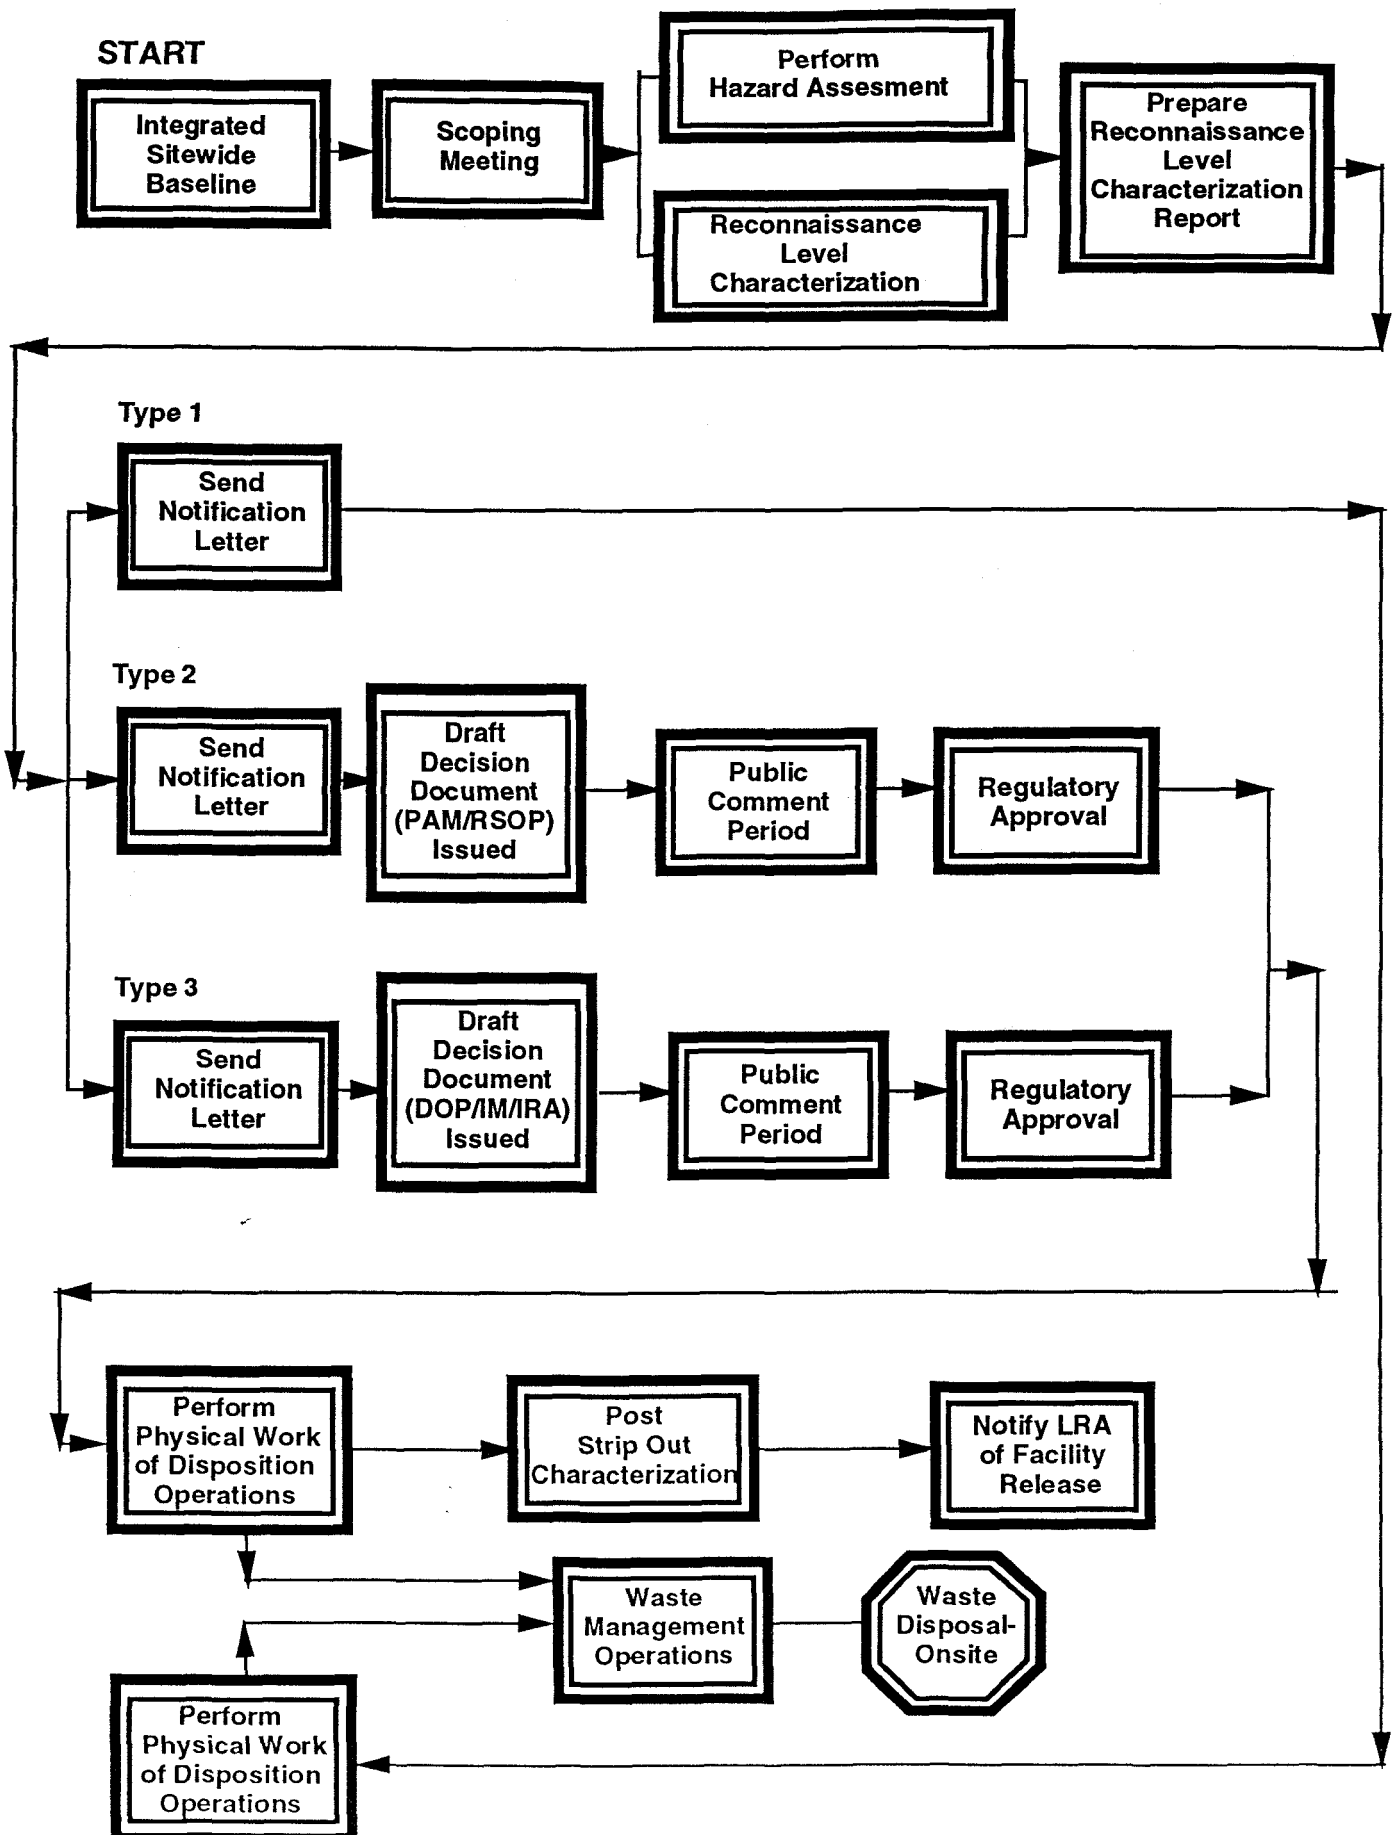 START
Integrated
Sitewide
Baseline
Scoping
Meeting
Perform
Hazard Assesment
Reconnaissance
Level
Characterization
Prepare
Reconnaissance
Level
Characterization
Report
Type 1
Send
Notification
Letter
Type 2
Send
Notification
Letter
Draft
Decision
Document
(PAM/RSOP)
Issued
Public
Comment
Period
Regulatory
Approval
Type 3
Send
Notification
Letter
Draft
Decision
Document
(DOP/IM/IRA)
Issued
Public
Comment
Period
Regulatory
Approval
Perform
Physical Work
of Disposition
Operations
Post
Strip Out
Characterization
Notify LRA
of Facility
Release
Waste
Management
Operations
Waste
Disposal-
Onsite
Perform
Physical Work
of Disposition
Operations